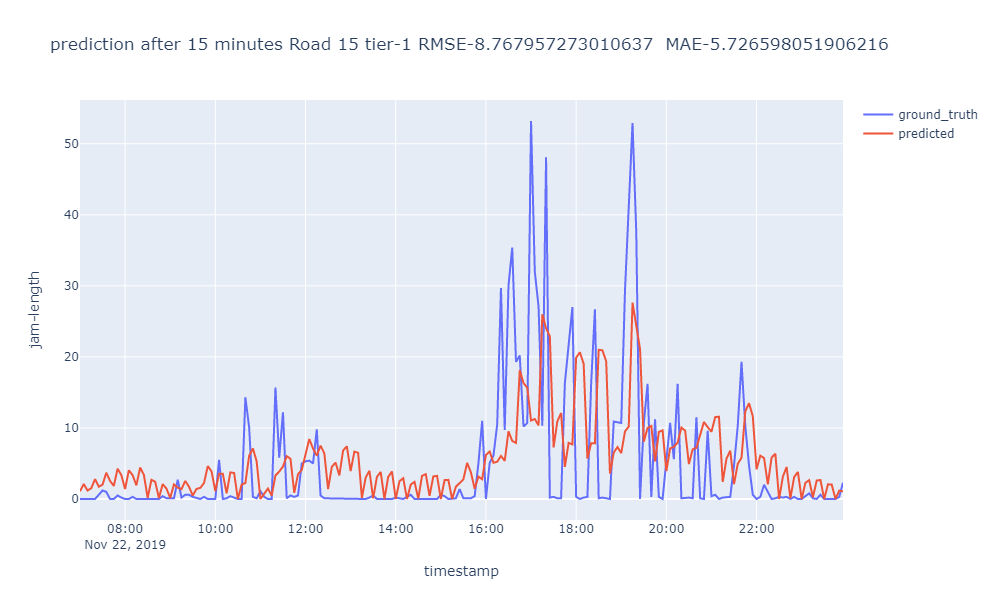 prediction after 15 minutes Road 15 tier-1 RMSE-8.767957273010637  MAE-5.726598051906216
ground_truth
predicted
50
40
30
20
10
0
jam-length
08:00 10:00 12:00 14:00 16:00 18:00 20:00 22:00
Nov 22, 2019
timestamp